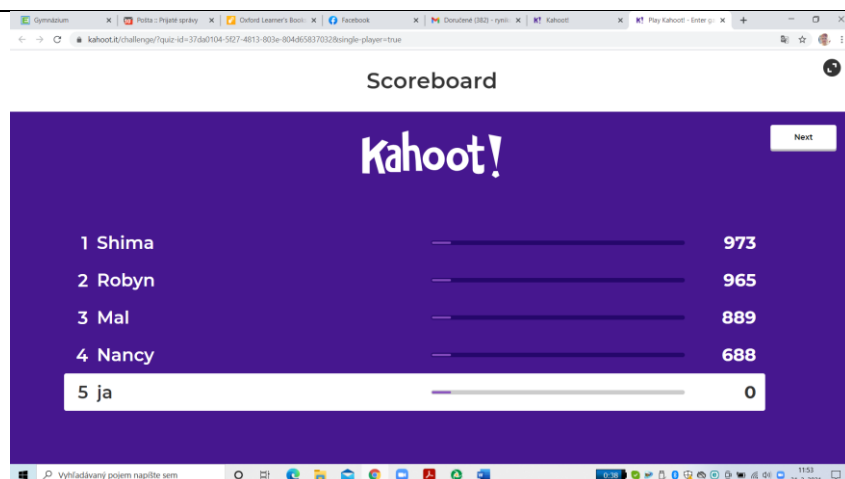 Gymnázium
Pošta :: Prijaté správy
Oxford Learner's Book
Facebook
Doručené (382) - rynik
Kahoot!
Play Kahoot! - Enter g
kahoot.it/challenge/?quiz-id=37da0104-5f27-4813-803e-804d65837032&single-player=true
Scoreboard
Kahoot!
Next
1 Shima 973
2 Robyn 965
3 Mal 889
4 Nancy 688
5 ja 0
Vyhľadávaný pojem napíšte sem
0:38
11:53